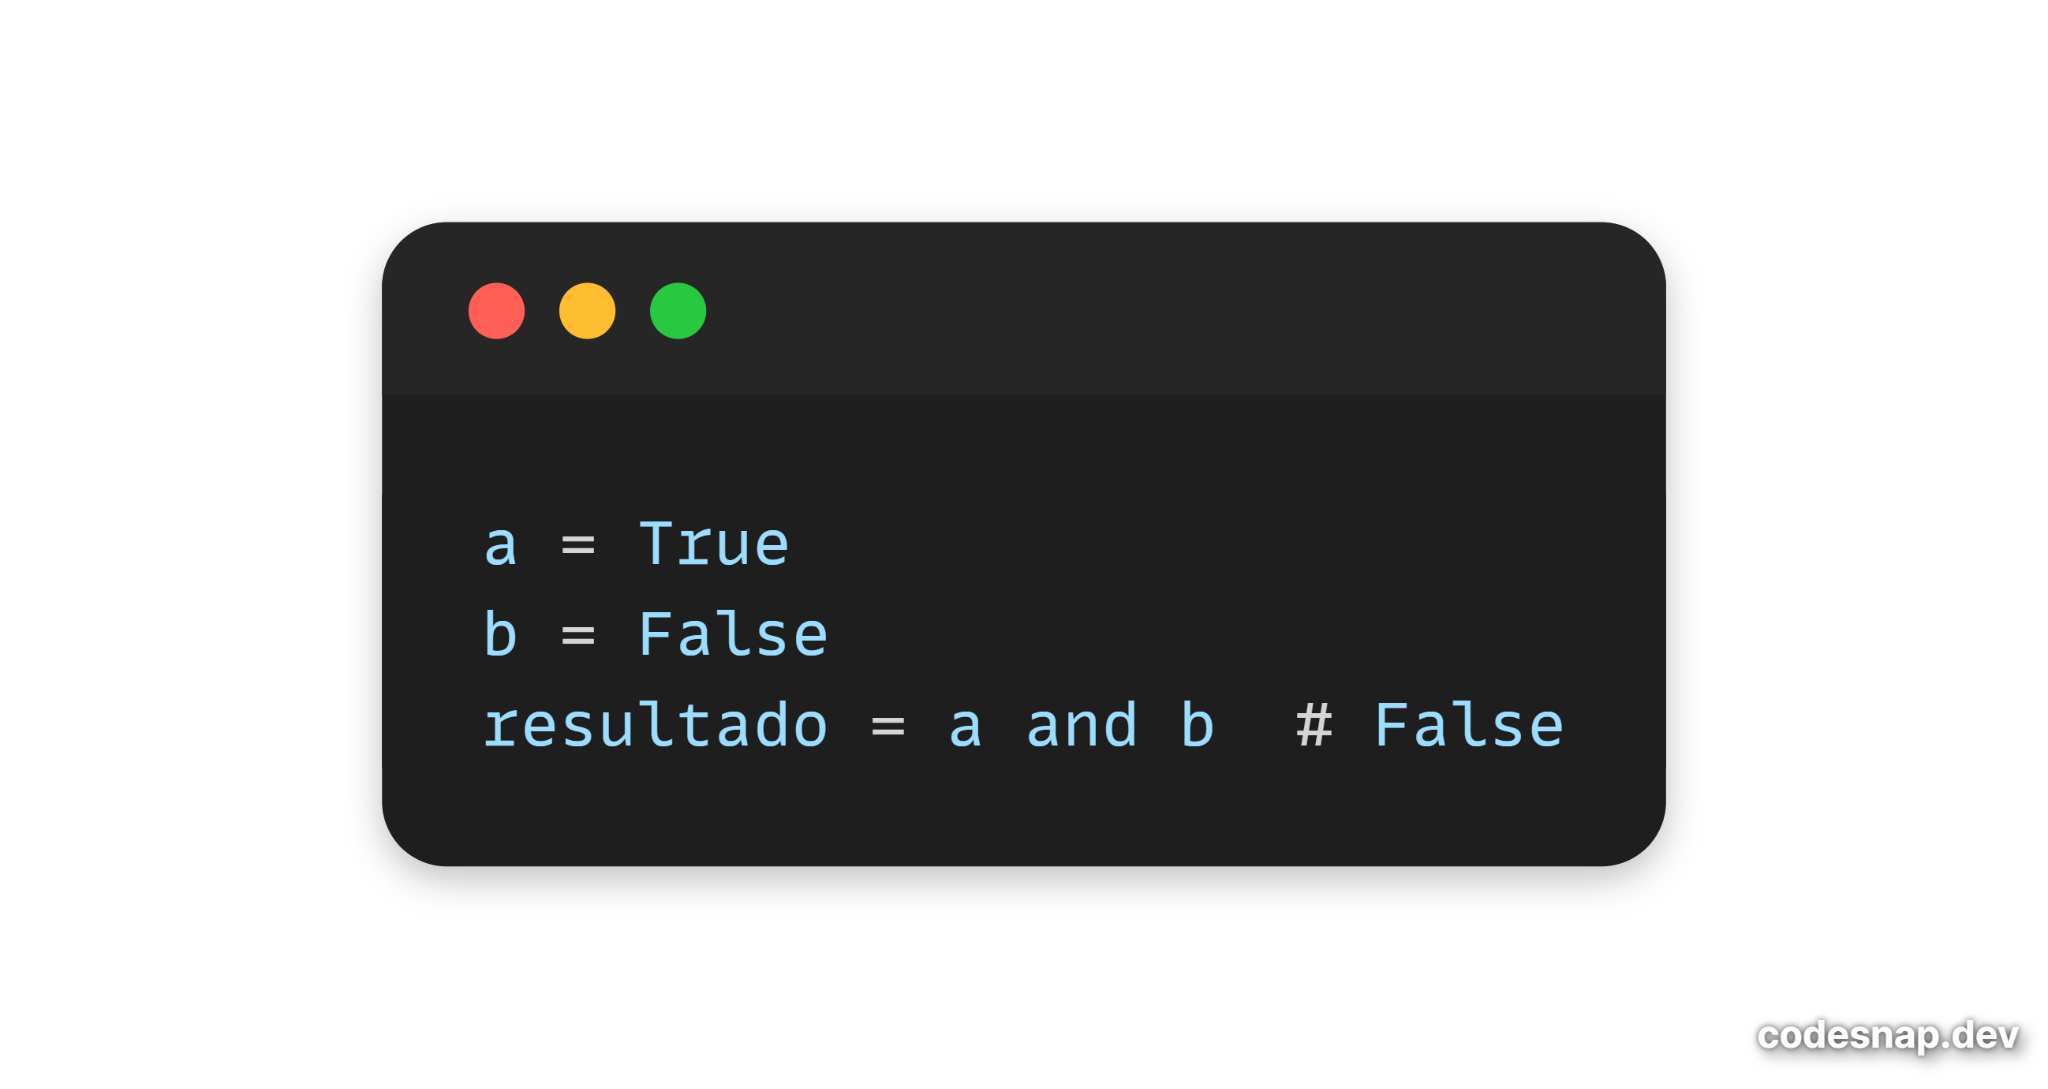 a = True
b = False
resultado = a and b  # False
codesnap.dev